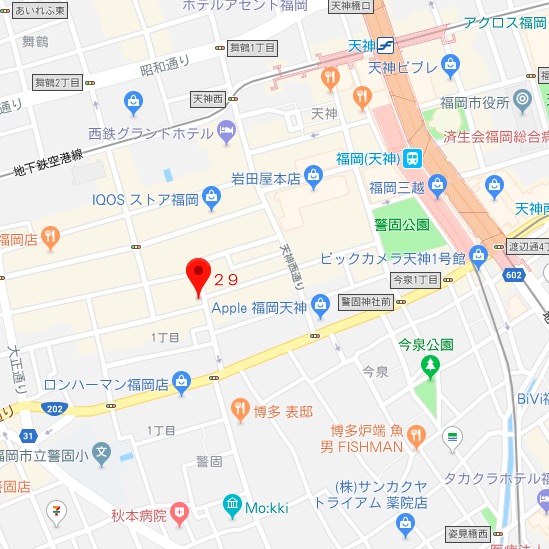 あいれふ東
ホテルアセント福岡
天神橋口
舞鶴
舞鶴1丁目
昭和通り
天神
アクロス福岡
天神ビブレ
舞鶴2丁目
天神西
天神
福岡市役所
西鉄グランドホテル
済生会福岡総合病
地下鉄空港線
福岡(天神)
岩田屋本店
福岡三越
IQOS ストア福岡
天神南
警固公園
福岡店
渡辺通4丁
ビックカメラ天神1号館
天神西通り
今泉1丁目
602
29
Apple 福岡天神
警固神社前
1丁目
今泉公園
大正通り
今泉
ロンハーマン福岡店
202
BiVi福
博多 表邸
31
1丁目
博多炉端 魚
男 FISHMAN
福岡市立警固小
警固
(株)サンカクヤ
トライアム 薬院店
タカクラホテル福
警固店
Mo:kki
秋本病院
姿見橋西